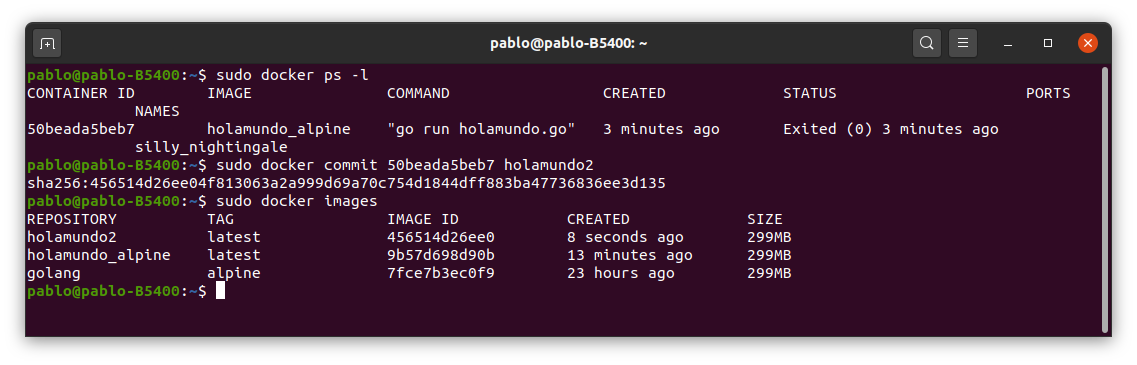 pablo@pablo-B5400: ~
pablo@pablo-B5400:~$ sudo docker ps -l
CONTAINER ID        IMAGE               COMMAND                 CREATED             STATUS                     PORTS
            NAMES
50beada5beb7        holamundo_alpine    "go run holamundo.go"   3 minutes ago       Exited (0) 3 minutes ago
            silly_nightingale
pablo@pablo-B5400:~$ sudo docker commit 50beada5beb7 holamundo2
sha256:456514d26ee04f813063a2a999d69a70c754d1844dff883ba47736836ee3d135
pablo@pablo-B5400:~$ sudo docker images
REPOSITORY          TAG                 IMAGE ID            CREATED             SIZE
holamundo2          latest              456514d26ee0        8 seconds ago       299MB
holamundo_alpine    latest              9b57d698d90b        13 minutes ago      299MB
golang              alpine              7fce7b3ec0f9        23 hours ago        299MB
pablo@pablo-B5400:~$